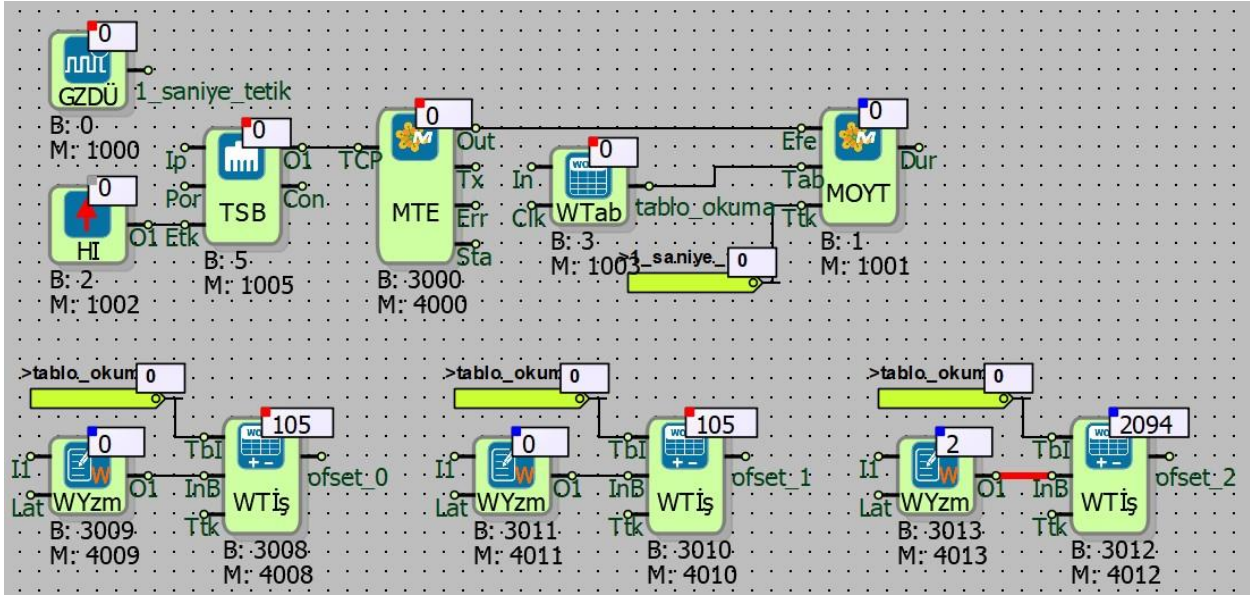 0
GZDÜ
1_saniye_tetik
B: 0
M: 1000
0
HI
O1
B: 2
M: 1002
0
Ip
Por
Etk
TSB
O1
Con
B: 5
M: 1005
0
TCP
MTE
Out
Tx
Err
Sta
B: 3000
M: 4000
0
In
Clk
WTab
tablo_okuma
B: 3
M: 1003
>1_saniye_
0
0
Efe
Tab
Ttk
MOYT
Dur
B: 1
M: 1001
>tablo_okum
0
0
I1
Lat
W
WYzm
O1
B: 3009
M: 4009
105
TbI
InB
Ttk
WTİş
ofset_0
B: 3008
M: 4008
>tablo_okum
0
0
I1
Lat
W
WYzm
O1
B: 3011
M: 4011
105
TbI
InB
Ttk
WTİş
ofset_1
B: 3010
M: 4010
>tablo_okum
0
2
I1
Lat
W
WYzm
O1
B: 3013
M: 4013
2094
TbI
InB
Ttk
WTİş
ofset_2
B: 3012
M: 4012